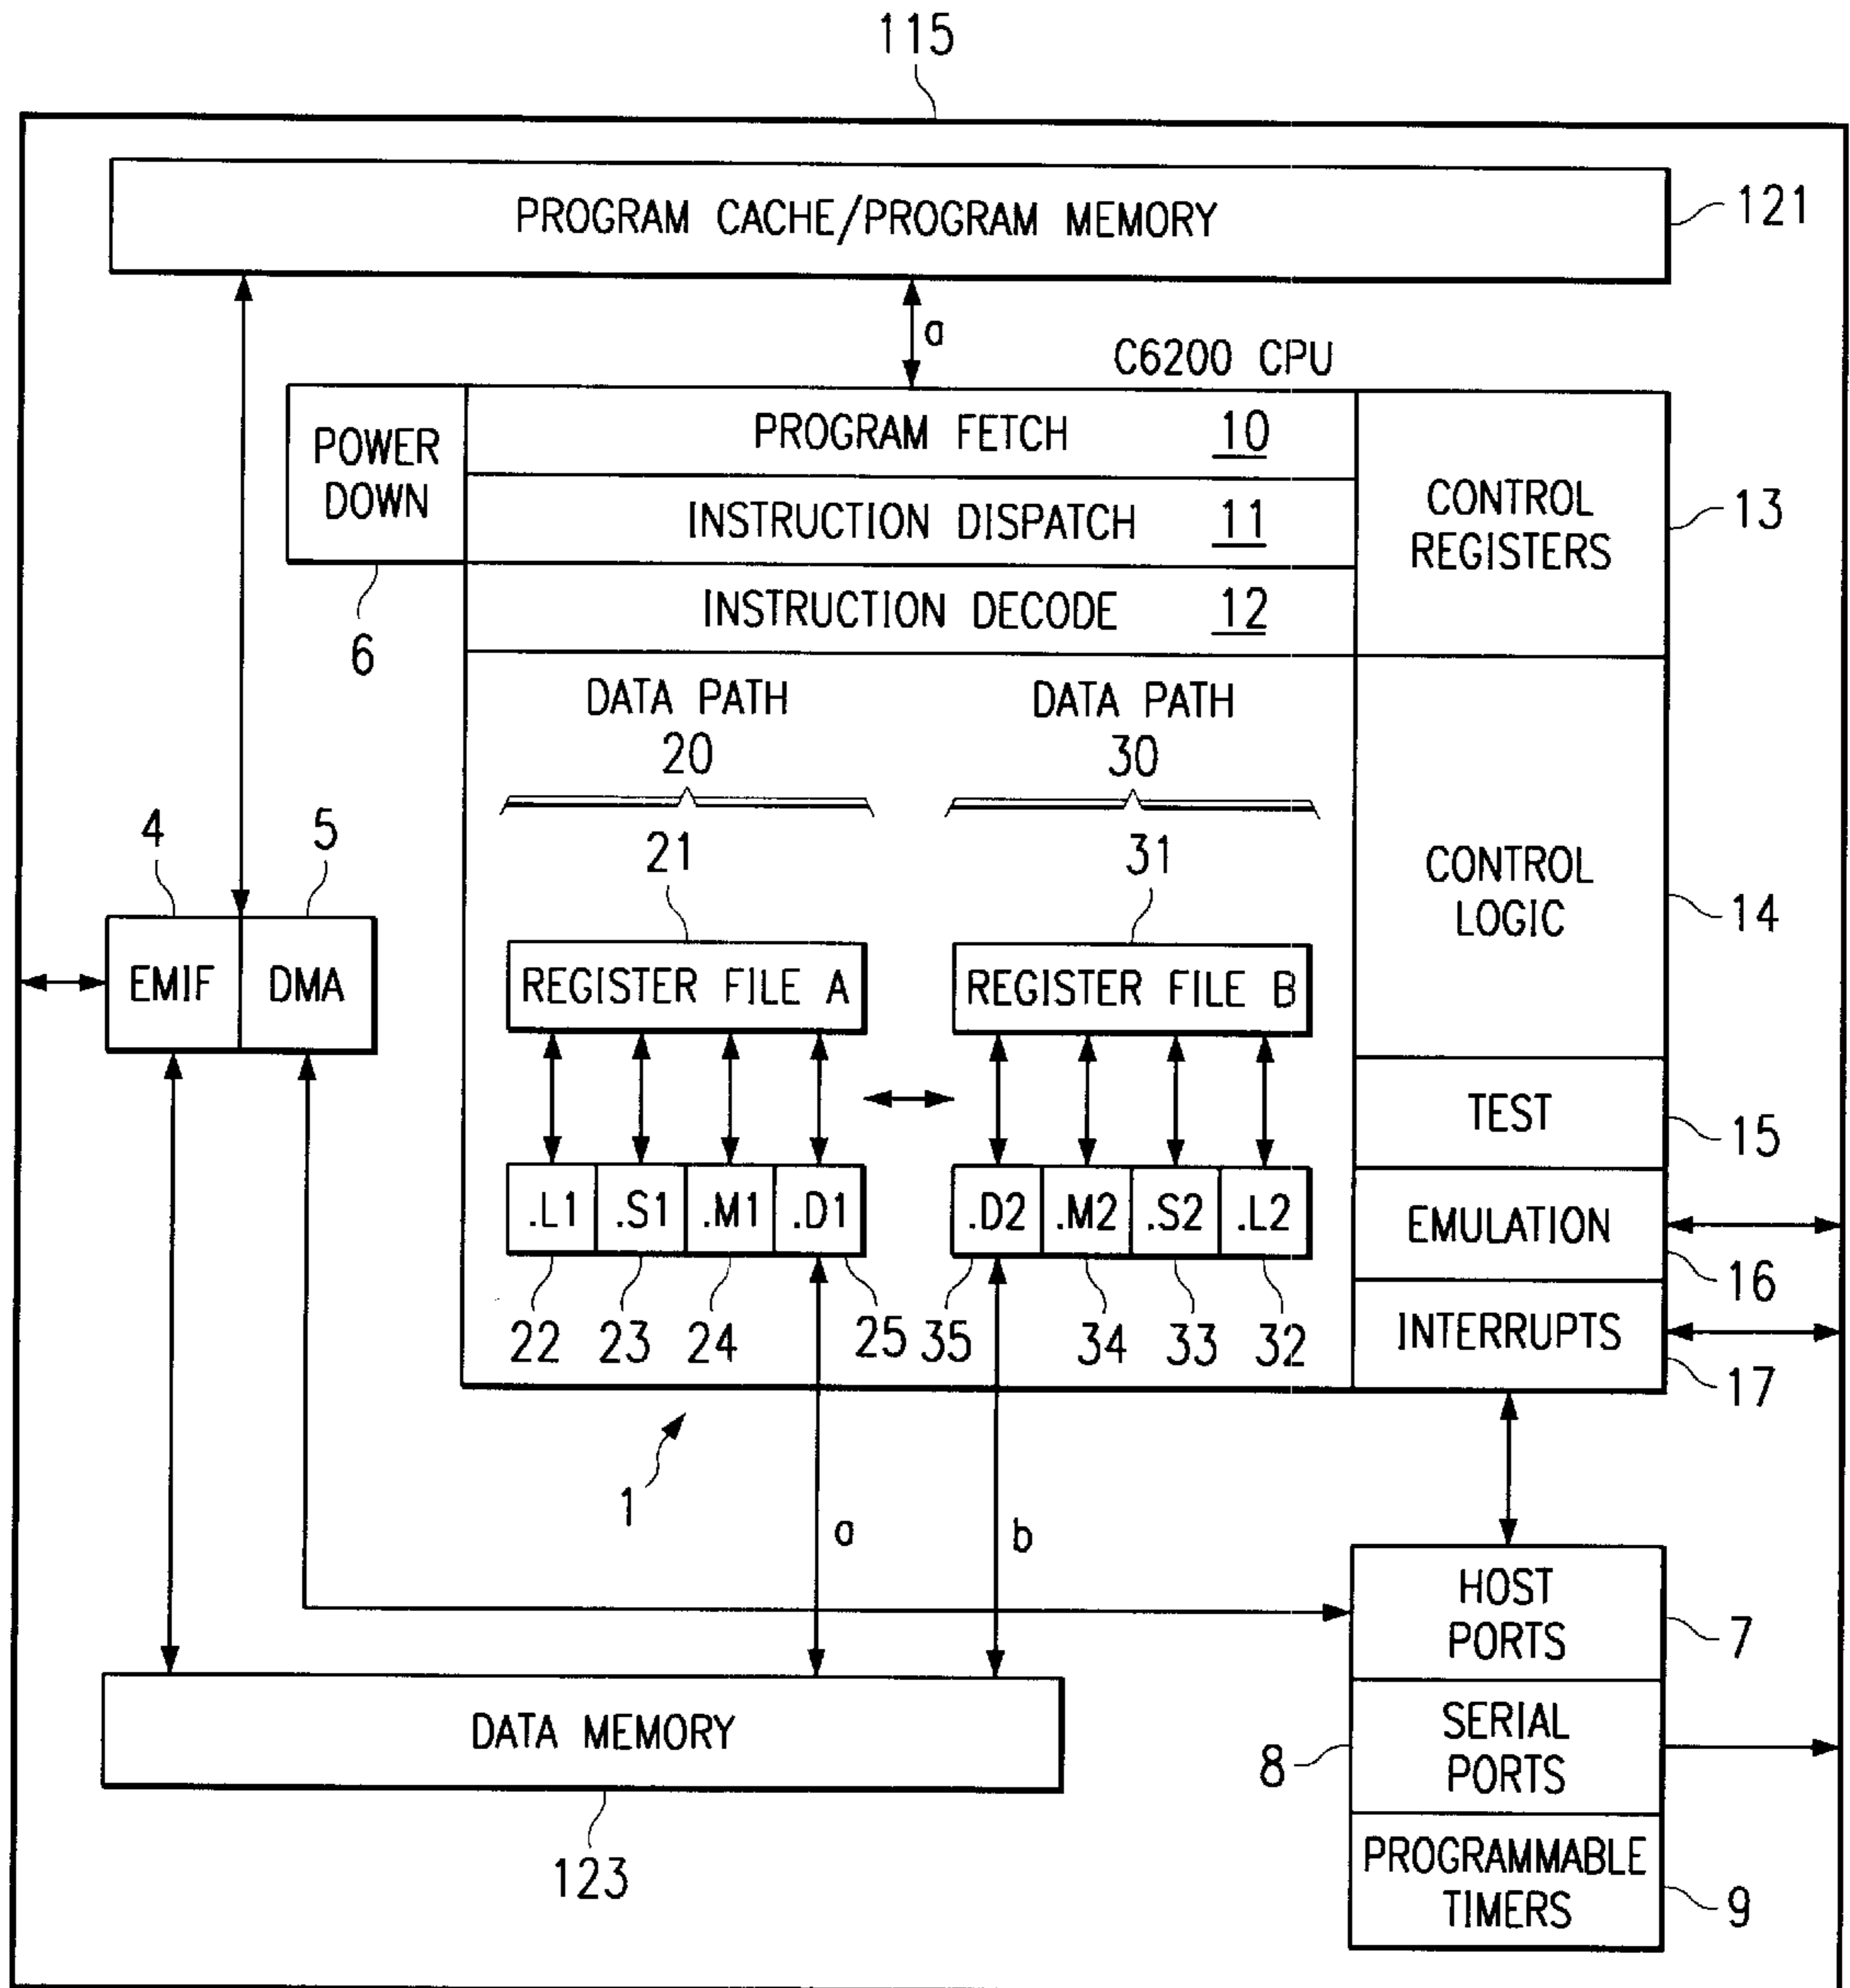 115
PROGRAM CACHE/PROGRAM MEMORY
121
a
C6200 CPU
POWER
DOWN
6
PROGRAM FETCH 10
INSTRUCTION DISPATCH 11
INSTRUCTION DECODE 12
CONTROL
REGISTERS
13
DATA PATH
20
DATA PATH
30
4
5
21
31
CONTROL
LOGIC
14
EMIF
DMA
REGISTER FILE A
REGISTER FILE B
TEST
15
.L1 .S1 .M1 .D1
.D2 .M2 .S2 .L2
EMULATION
16
22 23 24 25
35 34 33 32
INTERRUPTS
17
1
a
b
HOST
PORTS
7
SERIAL
PORTS
8
PROGRAMMABLE
TIMERS
9
DATA MEMORY
123